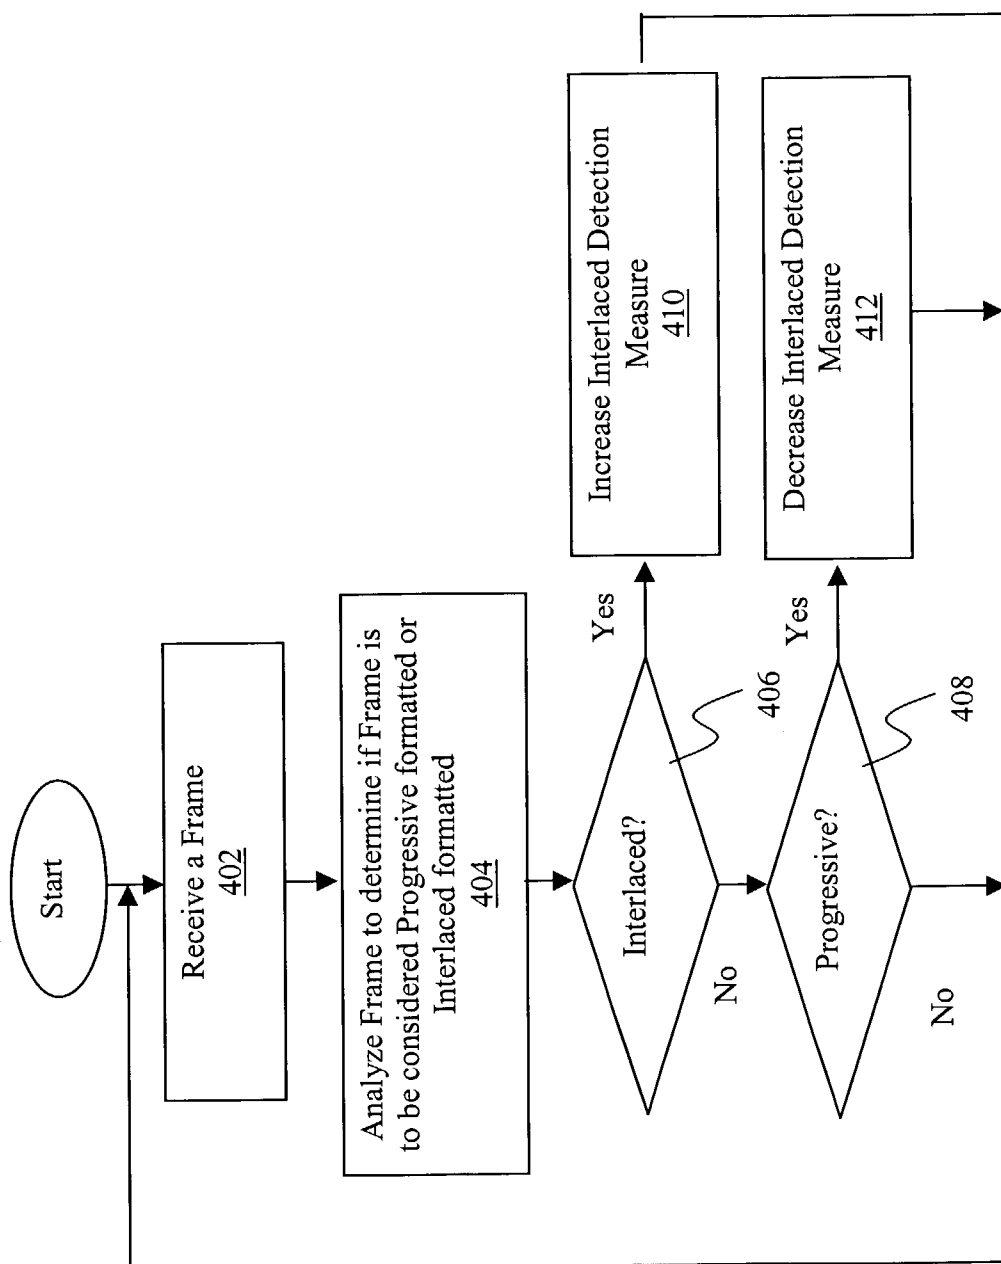 Start
Receive a Frame
402
Analyze Frame to determine if Frame is
to be considered Progressive formatted or
Interlaced formatted
404
Interlaced?
406
Yes
No
Increase Interlaced Detection
Measure
410
Progressive?
408
Yes
No
Decrease Interlaced Detection
Measure
412